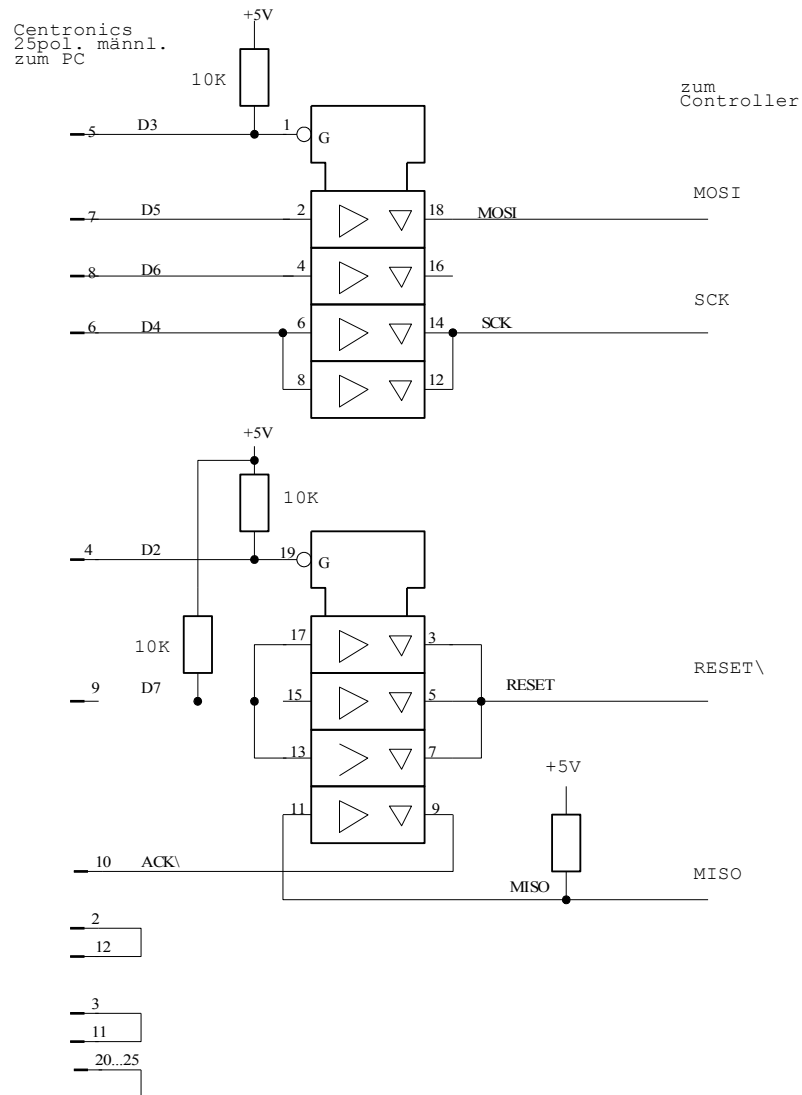 Centronics
25pol. männl.
zum PC
+5V
10K
zum
Controller
5 D3 1 G
7 D5 2 18 MOSI MOSI
8 D6 4 16
6 D4 6 14 SCK SCK
8 12
+5V
10K
4 D2 19 G
10K
17 3
9 D7 15 5 RESET RESET\
13 7
+5V
11 9
10 ACK\
MISO MISO
2
12
3
11
20...25